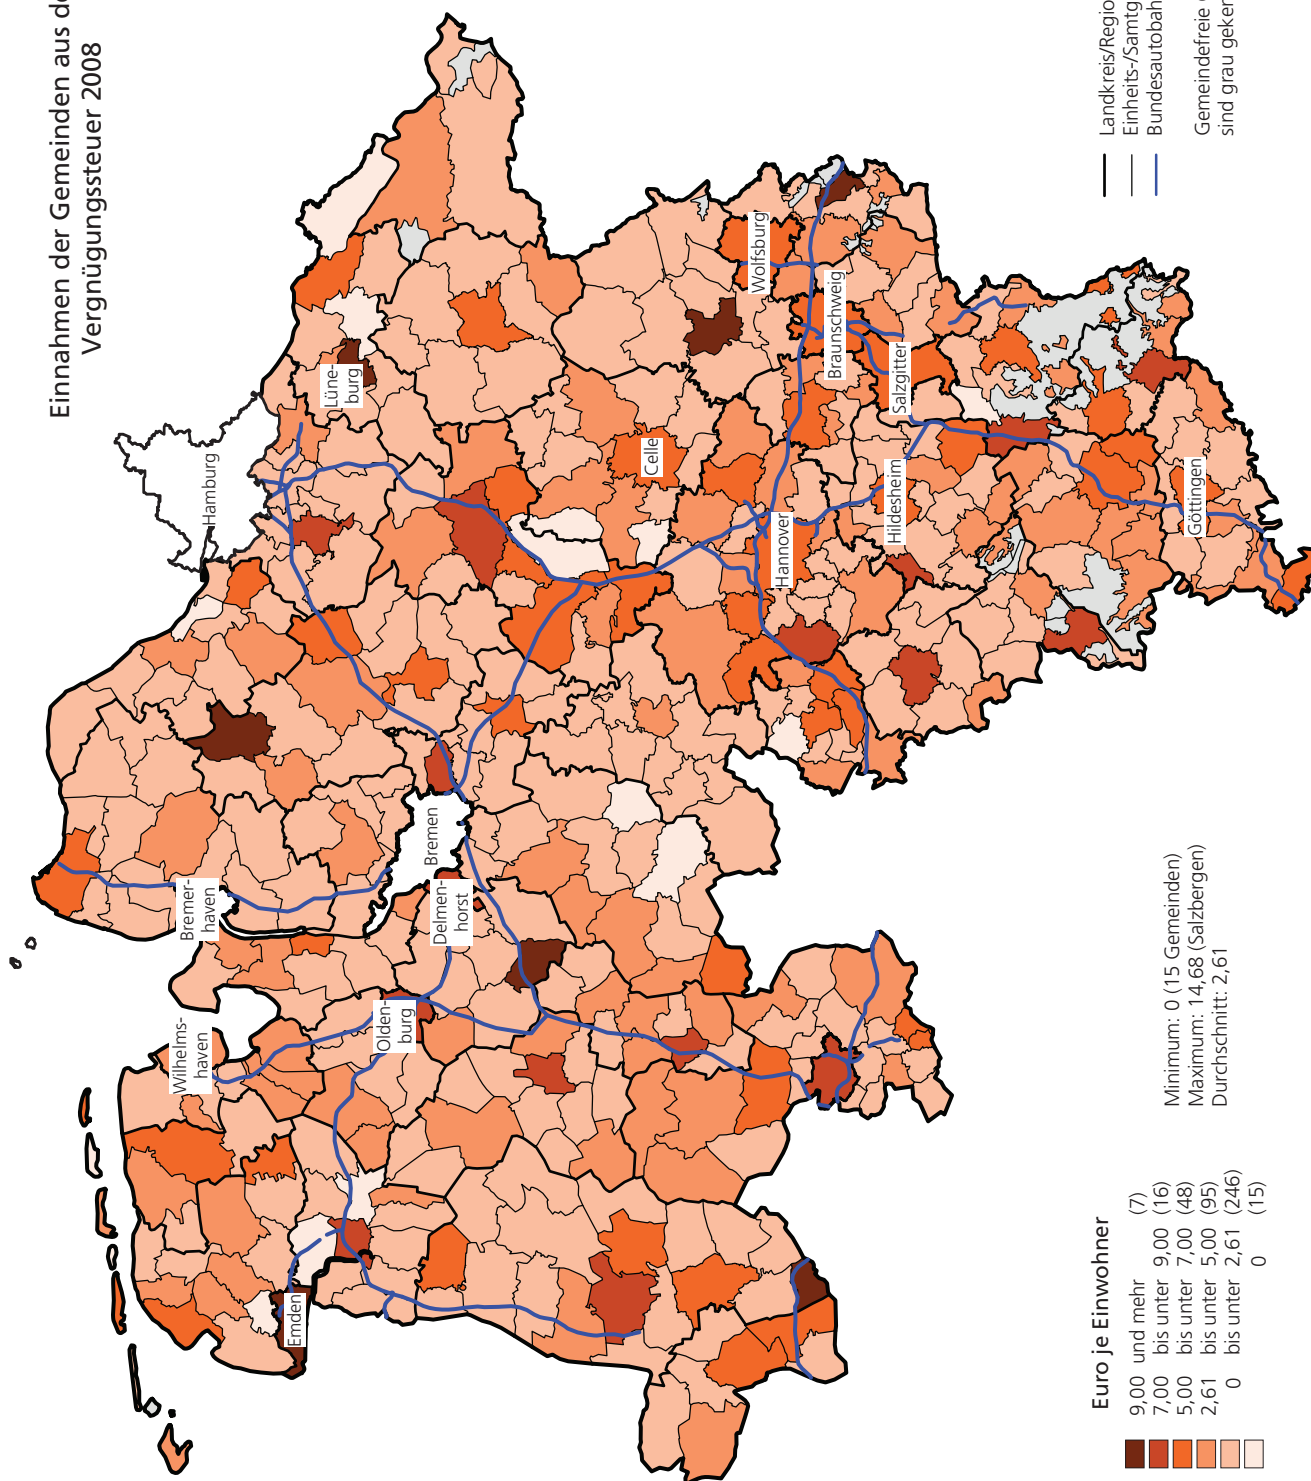 Einnahmen der Gemeinden aus
Vergnügungssteuer 2008
Hamburg
Lüne-
burg
Bremer-
haven
Wilhelms-
haven
Emden
Olden-
burg
Delmen-
horst
Bremen
Celle
Wolfsburg
Braunschweig
Salzgitter
Hannover
Hildesheim
Göttingen
Euro je Einwohner
9,00 und mehr (7)
7,00 bis unter 9,00 (16)
5,00 bis unter 7,00 (48)
2,61 bis unter 5,00 (95)
0 bis unter 2,61 (246)
0 (15)
Minimum: 0 (15 Gemeinden)
Maximum: 14,68 (Salzbergen)
Durchschnitt: 2,61
Landkreis/Regio
Einheits-/Samtg
Bundesautobah
Gemeindefreie
sind grau geken